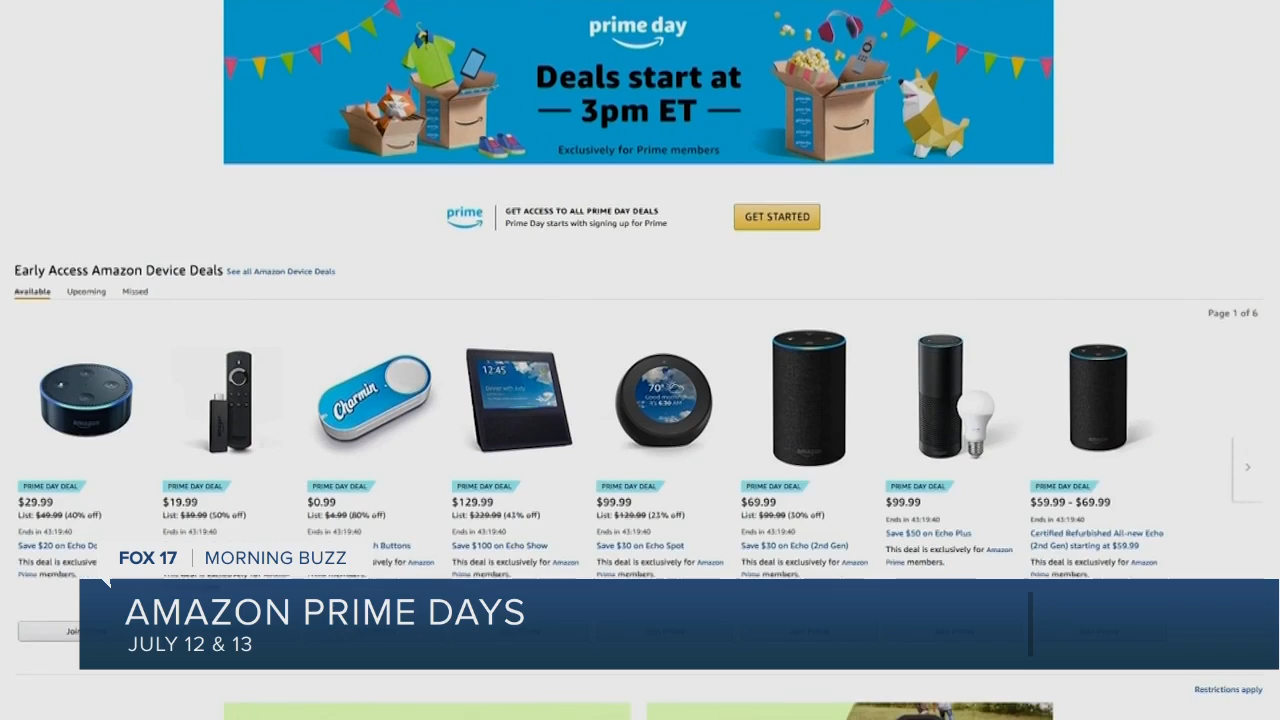 prime day
Deals start at
3pm ET
Exclusively for Prime members
prime
GET ACCESS TO ALL PRIME DAY DEALS
Prime Day starts with signing up for Prime
GET STARTED
Early Access Amazon Device Deals See all Amazon Device Deals
Available Upcoming Missed
Page 1 of 6
Charmin
12:45
70°
PRIME DAY DEAL
$29.99
List: $49.99 (40% off)
Ends in 43:19:40
Save $20 on Echo
PRIME DAY DEAL
$19.99
List: $39.99 (50% off)
Ends in 43:19:40
PRIME DAY DEAL
$0.99
List: $4.99 (80% off)
Ends in 43:19:40
Buttons
PRIME DAY DEAL
$129.99
List: $229.99 (43% off)
Ends in 43:19:40
Save $100 on Echo Show
This deal is exclusively for Amazon
Prime members.
PRIME DAY DEAL
$99.99
List: $129.99 (23% off)
Ends in 43:19:40
Save $30 on Echo Spot
This deal is exclusively for Amazon
Prime members.
PRIME DAY DEAL
$69.99
List: $99.99 (30% off)
Ends in 43:19:40
Save $30 on Echo (2nd Gen)
This deal is exclusively for Amazon
Prime members.
PRIME DAY DEAL
$99.99
Ends in 43:19:40
Save $50 on Echo Plus
This deal is exclusively for Amazon
Prime members.
PRIME DAY DEAL
$59.99 - $69.99
Ends in 43:19:40
Certified Refurbished All-new Echo
(2nd Gen) starting at $59.99
This deal is exclusively for Amazon
Prime members.
This deal is exclusively
Prime members.
for Amazon
FOX 17 | MORNING BUZZ
AMAZON PRIME DAYS
JULY 12 & 13
Restrictions apply